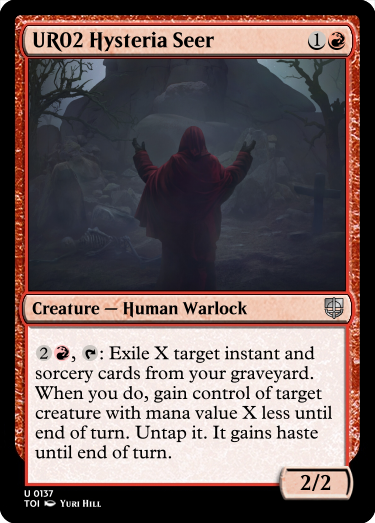 UR02 Hysteria Seer 1
Creature — Human Warlock
2, : Exile X target instant and
sorcery cards from your graveyard.
When you do, gain control of target
creature with mana value X less until
end of turn. Untap it. It gains haste
until end of turn.
2/2
U 0137
TOI Yuri Hill